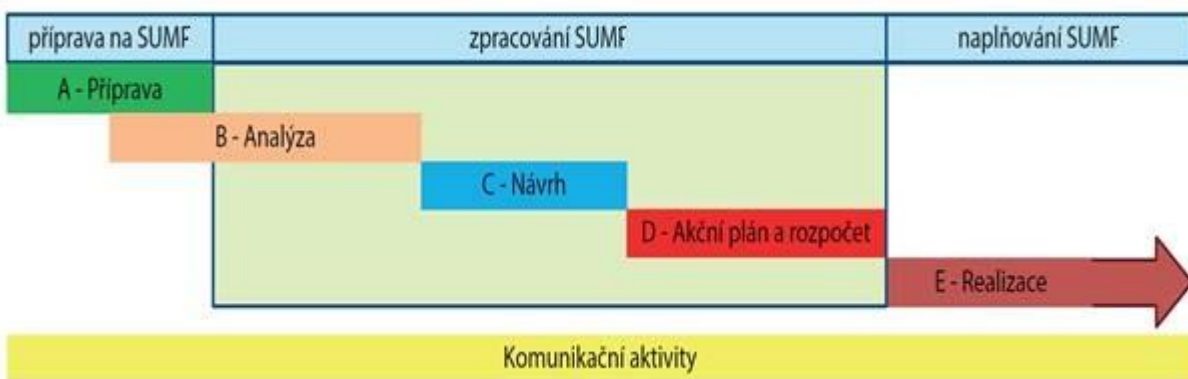 příprava na SUMF
zpracování SUMF
naplňování SUMF
A - Příprava
B - Analýza
C - Návrh
D - Akční plán a rozpočet
E - Realizace
Komunikační aktivity